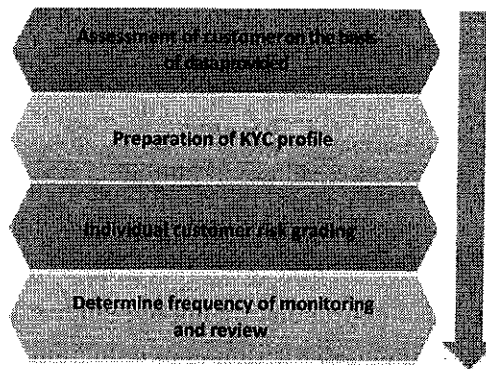 Assessment of customer on the basis
of data provided
Preparation of KYC profile
Individual customer risk grading
Determine frequency of monitoring
and review